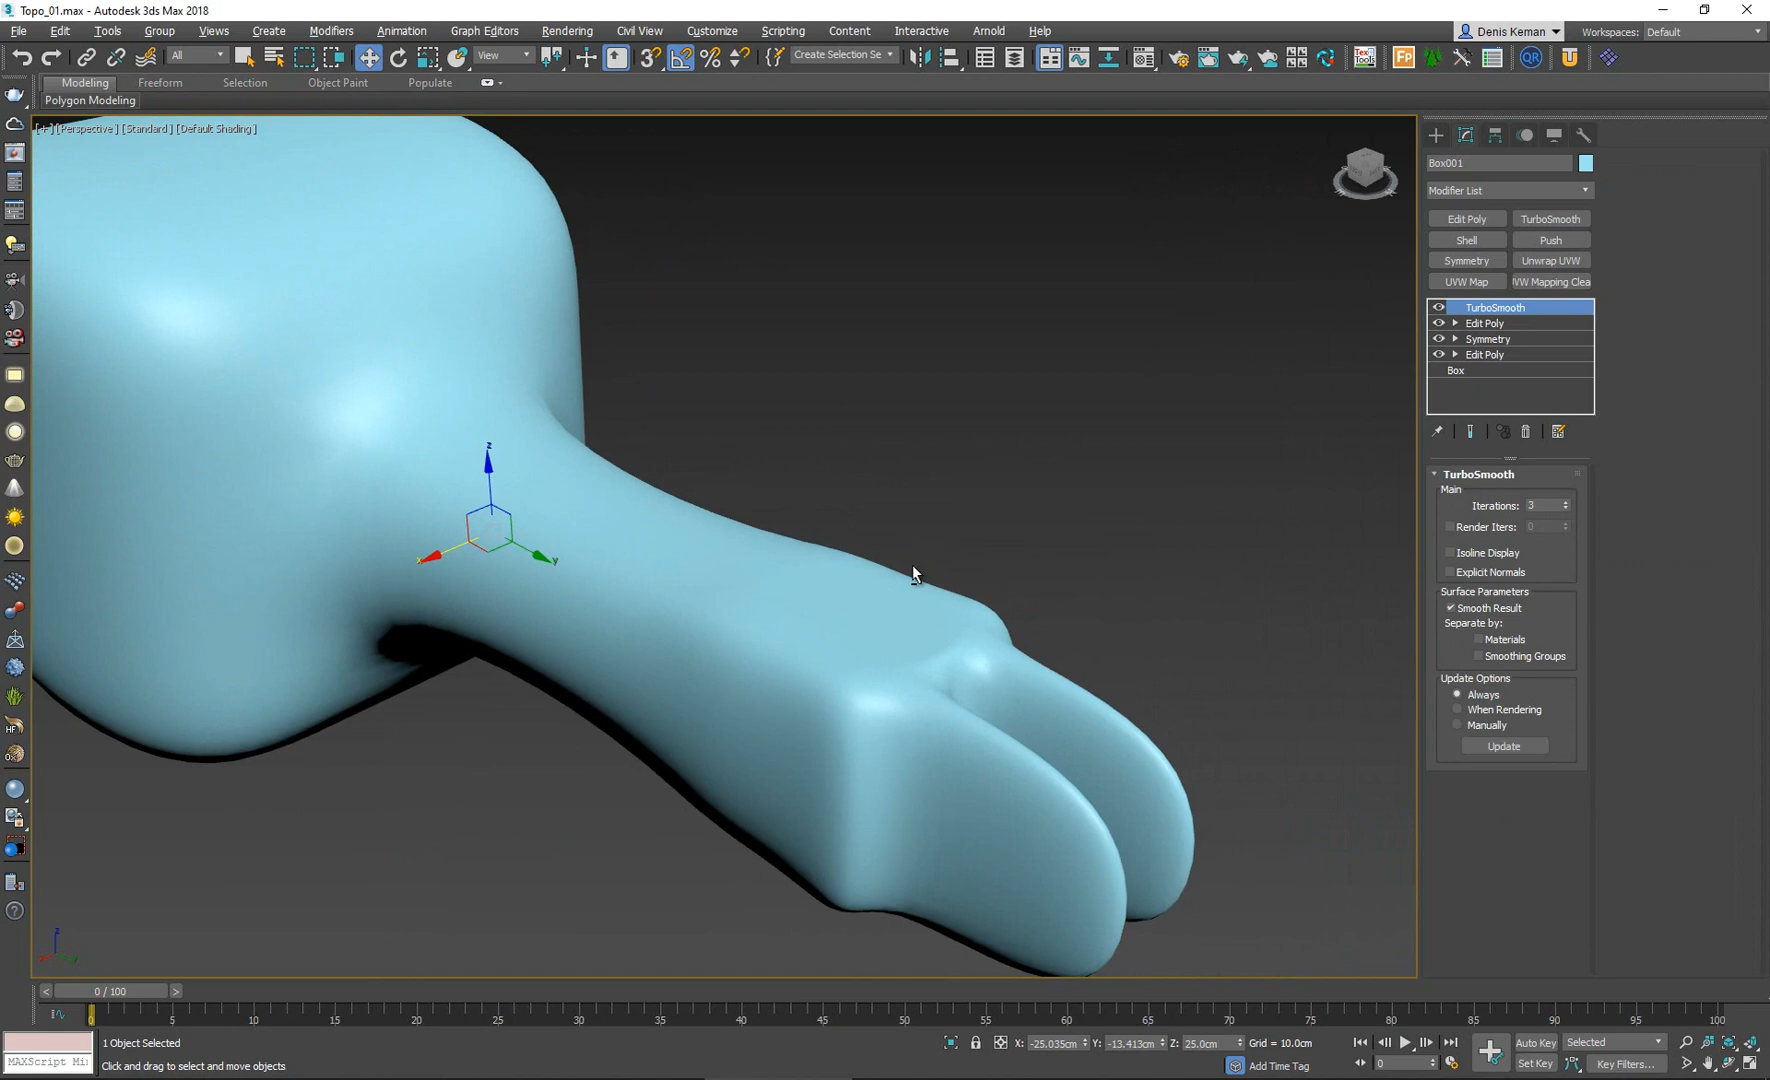 Topo_01.max - Autodesk 3ds Max 2018
File Edit Tools Group Views Create Modifiers Animation Graph Editors Rendering Civil View Customize Scripting Content Interactive Arnold Help Denis Keman Workspaces: Default
All View Create Selection Se
Modeling Freeform Selection Object Paint Populate
Polygon Modeling
[+] [Perspective] [Standard] [Default Shading]
Box001
Modifier List
Edit Poly TurboSmooth
Shell Push
Symmetry Unwrap UVW
UVW Map VW Mapping Clea
TurboSmooth
Edit Poly
Symmetry
Edit Poly
Box
TurboSmooth
Main
Iterations: 3
Render Iters: 0
Isoline Display
Explicit Normals
Surface Parameters
Smooth Result
Separate by:
Materials
Smoothing Groups
Update Options
Always
When Rendering
Manually
Update
z
x y
z
0 / 100
0 5 10 15 20 25 30 35 40 45 50 55 60 65 70 75 80 85 90 95 100
1 Object Selected X: -25.035cm Y: -13.413cm Z: 25.0cm Grid = 10.0cm Auto Key Selected
MAXScript Mi Click and drag to select and move objects Add Time Tag 0 Set Key Key Filters...